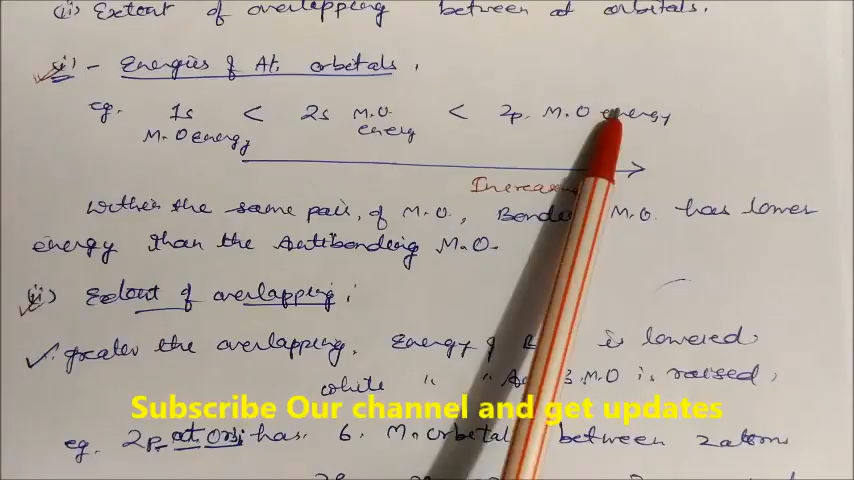 (ii) Extent of overlapping between at orbitals.
(i) - Energies of At. orbitals.
eg. 1s < 2s M.O. < 2p. M.O energy
M.O energy energy
Increasing
Within the same pair, of M.O., Bonding M.O. has lower
energy than the Antibonding M.O.
(ii) Extent of overlapping;
greater the overlapping, Energy of B is lowered
while " " M.O is raised,
Subscribe Our channel and get updates
eg. 2p at. Orbi has 6. M. orbital between 2 atoms